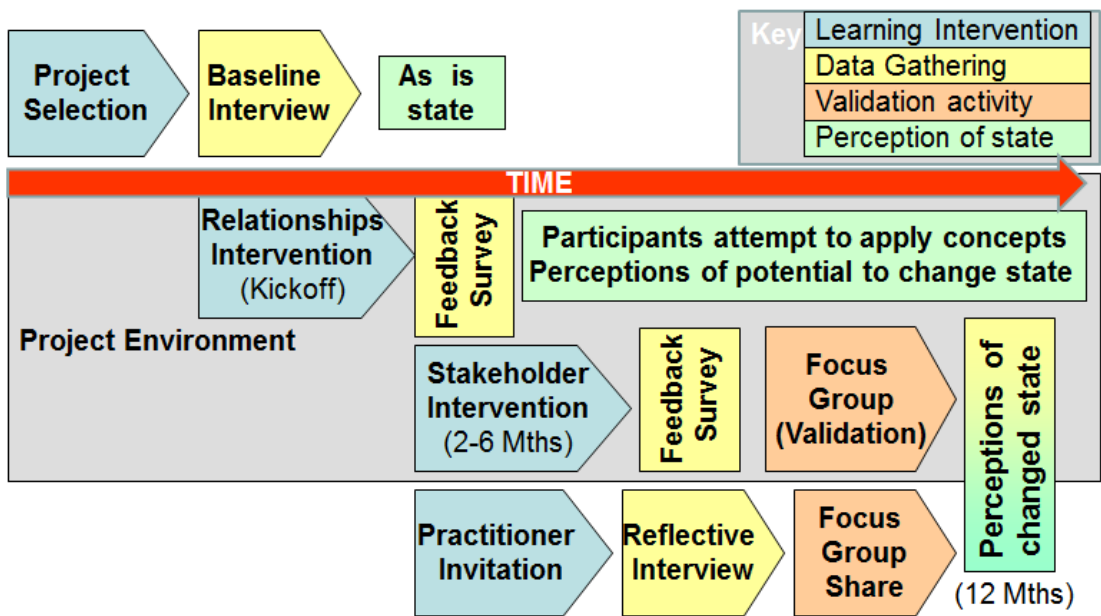 Project
Selection
Baseline
Interview
As is
state
Key
Learning Intervention
Data Gathering
Validation activity
Perception of state
TIME
Relationships
Intervention
(Kickoff)
Feedback
Survey
Participants attempt to apply concepts
Perceptions of potential to change state
Project Environment
Stakeholder
Intervention
(2-6 Mths)
Feedback
Survey
Focus
Group
(Validation)
Perceptions of
changed state
Practitioner
Invitation
Reflective
Interview
Focus
Group
Share
(12 Mths)